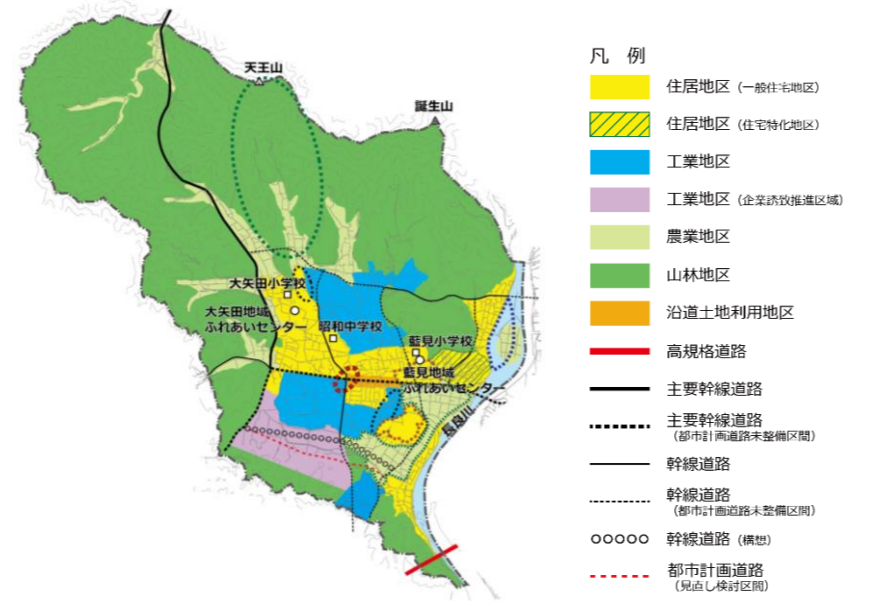 天王山
誕生山
大矢田小学校
大矢田地域
ふれあいセンター
昭和中学校
藍見小学校
藍見地域
ふれあいセンター
長良川
凡 例
住居地区（一般住宅地区）
住居地区（住宅特化地区）
工業地区
工業地区（企業誘致推進区域）
農業地区
山林地区
沿道土地利用地区
高規格道路
主要幹線道路
主要幹線道路
（都市計画道路未整備区間）
幹線道路
幹線道路
（都市計画道路未整備区間）
幹線道路（構想）
都市計画道路
（見直し検討区間）